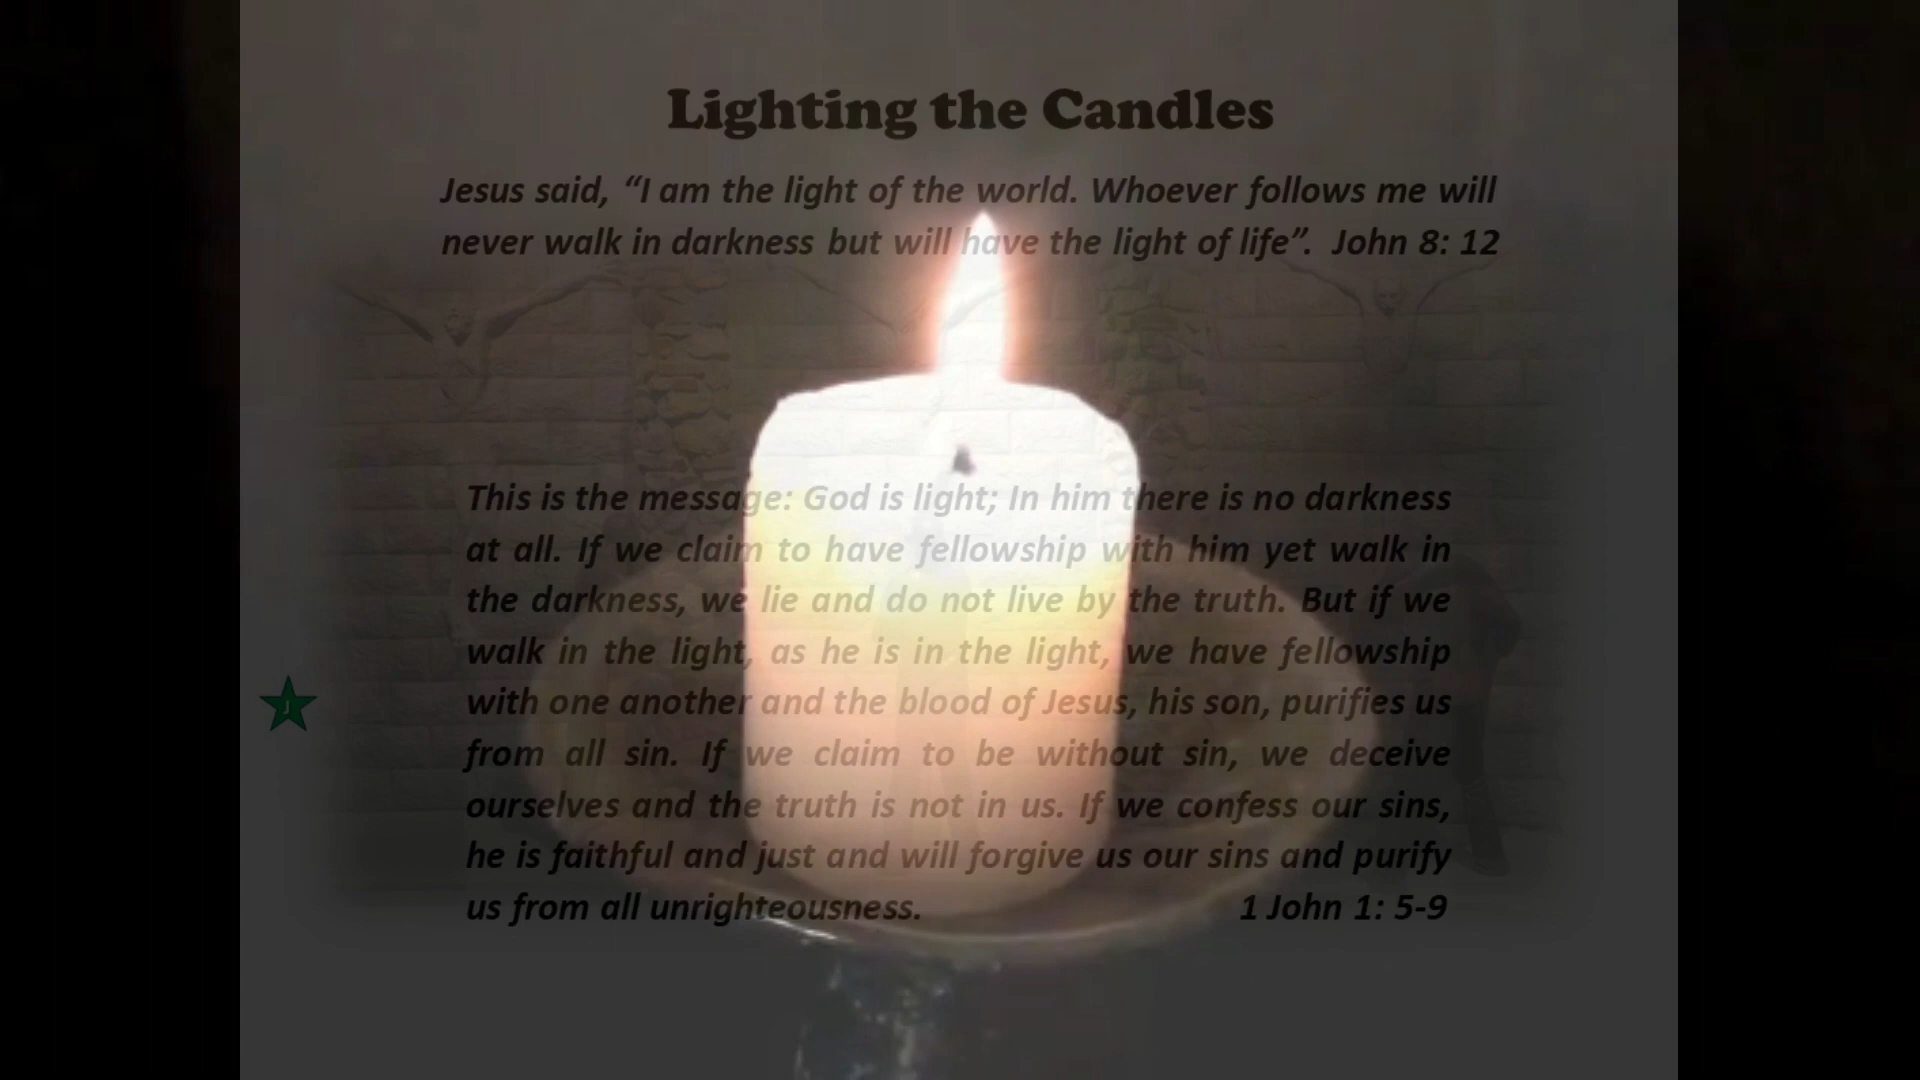 Lighting the Candles
Jesus said, “I am the light of the world. Whoever follows me will
never walk in darkness but will have the light of life”. John 8: 12
This is the message: God is light; In him there is no darkness
at all. If we claim to have fellowship with him yet walk in
the darkness, we lie and do not live by the truth. But if we
walk in the light, as he is in the light, we have fellowship
with one another and the blood of Jesus, his son, purifies us
J
from all sin. If we claim to be without sin, we deceive
ourselves and the truth is not in us. If we confess our sins,
he is faithful and just and will forgive us our sins and purify
us from all unrighteousness. 1 John 1: 5-9